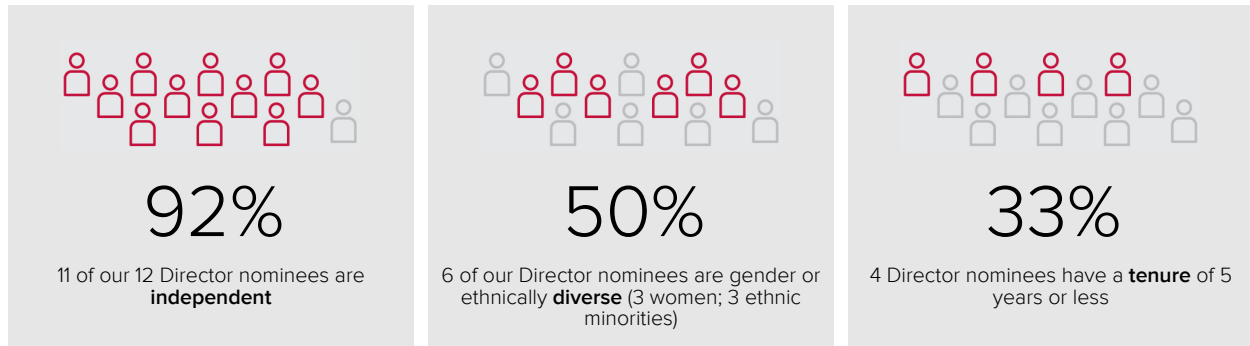 92%
11 of our 12 Director nominees are
independent
50%
6 of our Director nominees are gender or
ethnically diverse (3 women; 3 ethnic
minorities)
33%
4 Director nominees have a tenure of 5
years or less